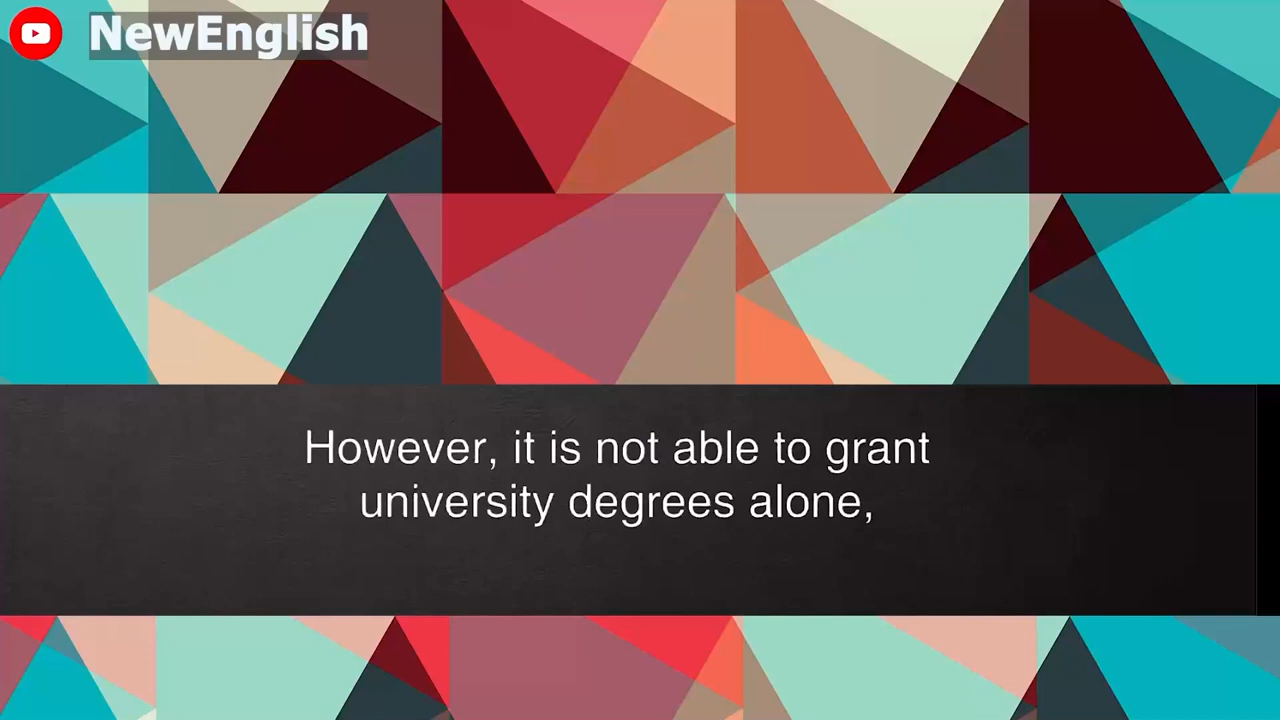 NewEnglish
However, it is not able to grant
university degrees alone,